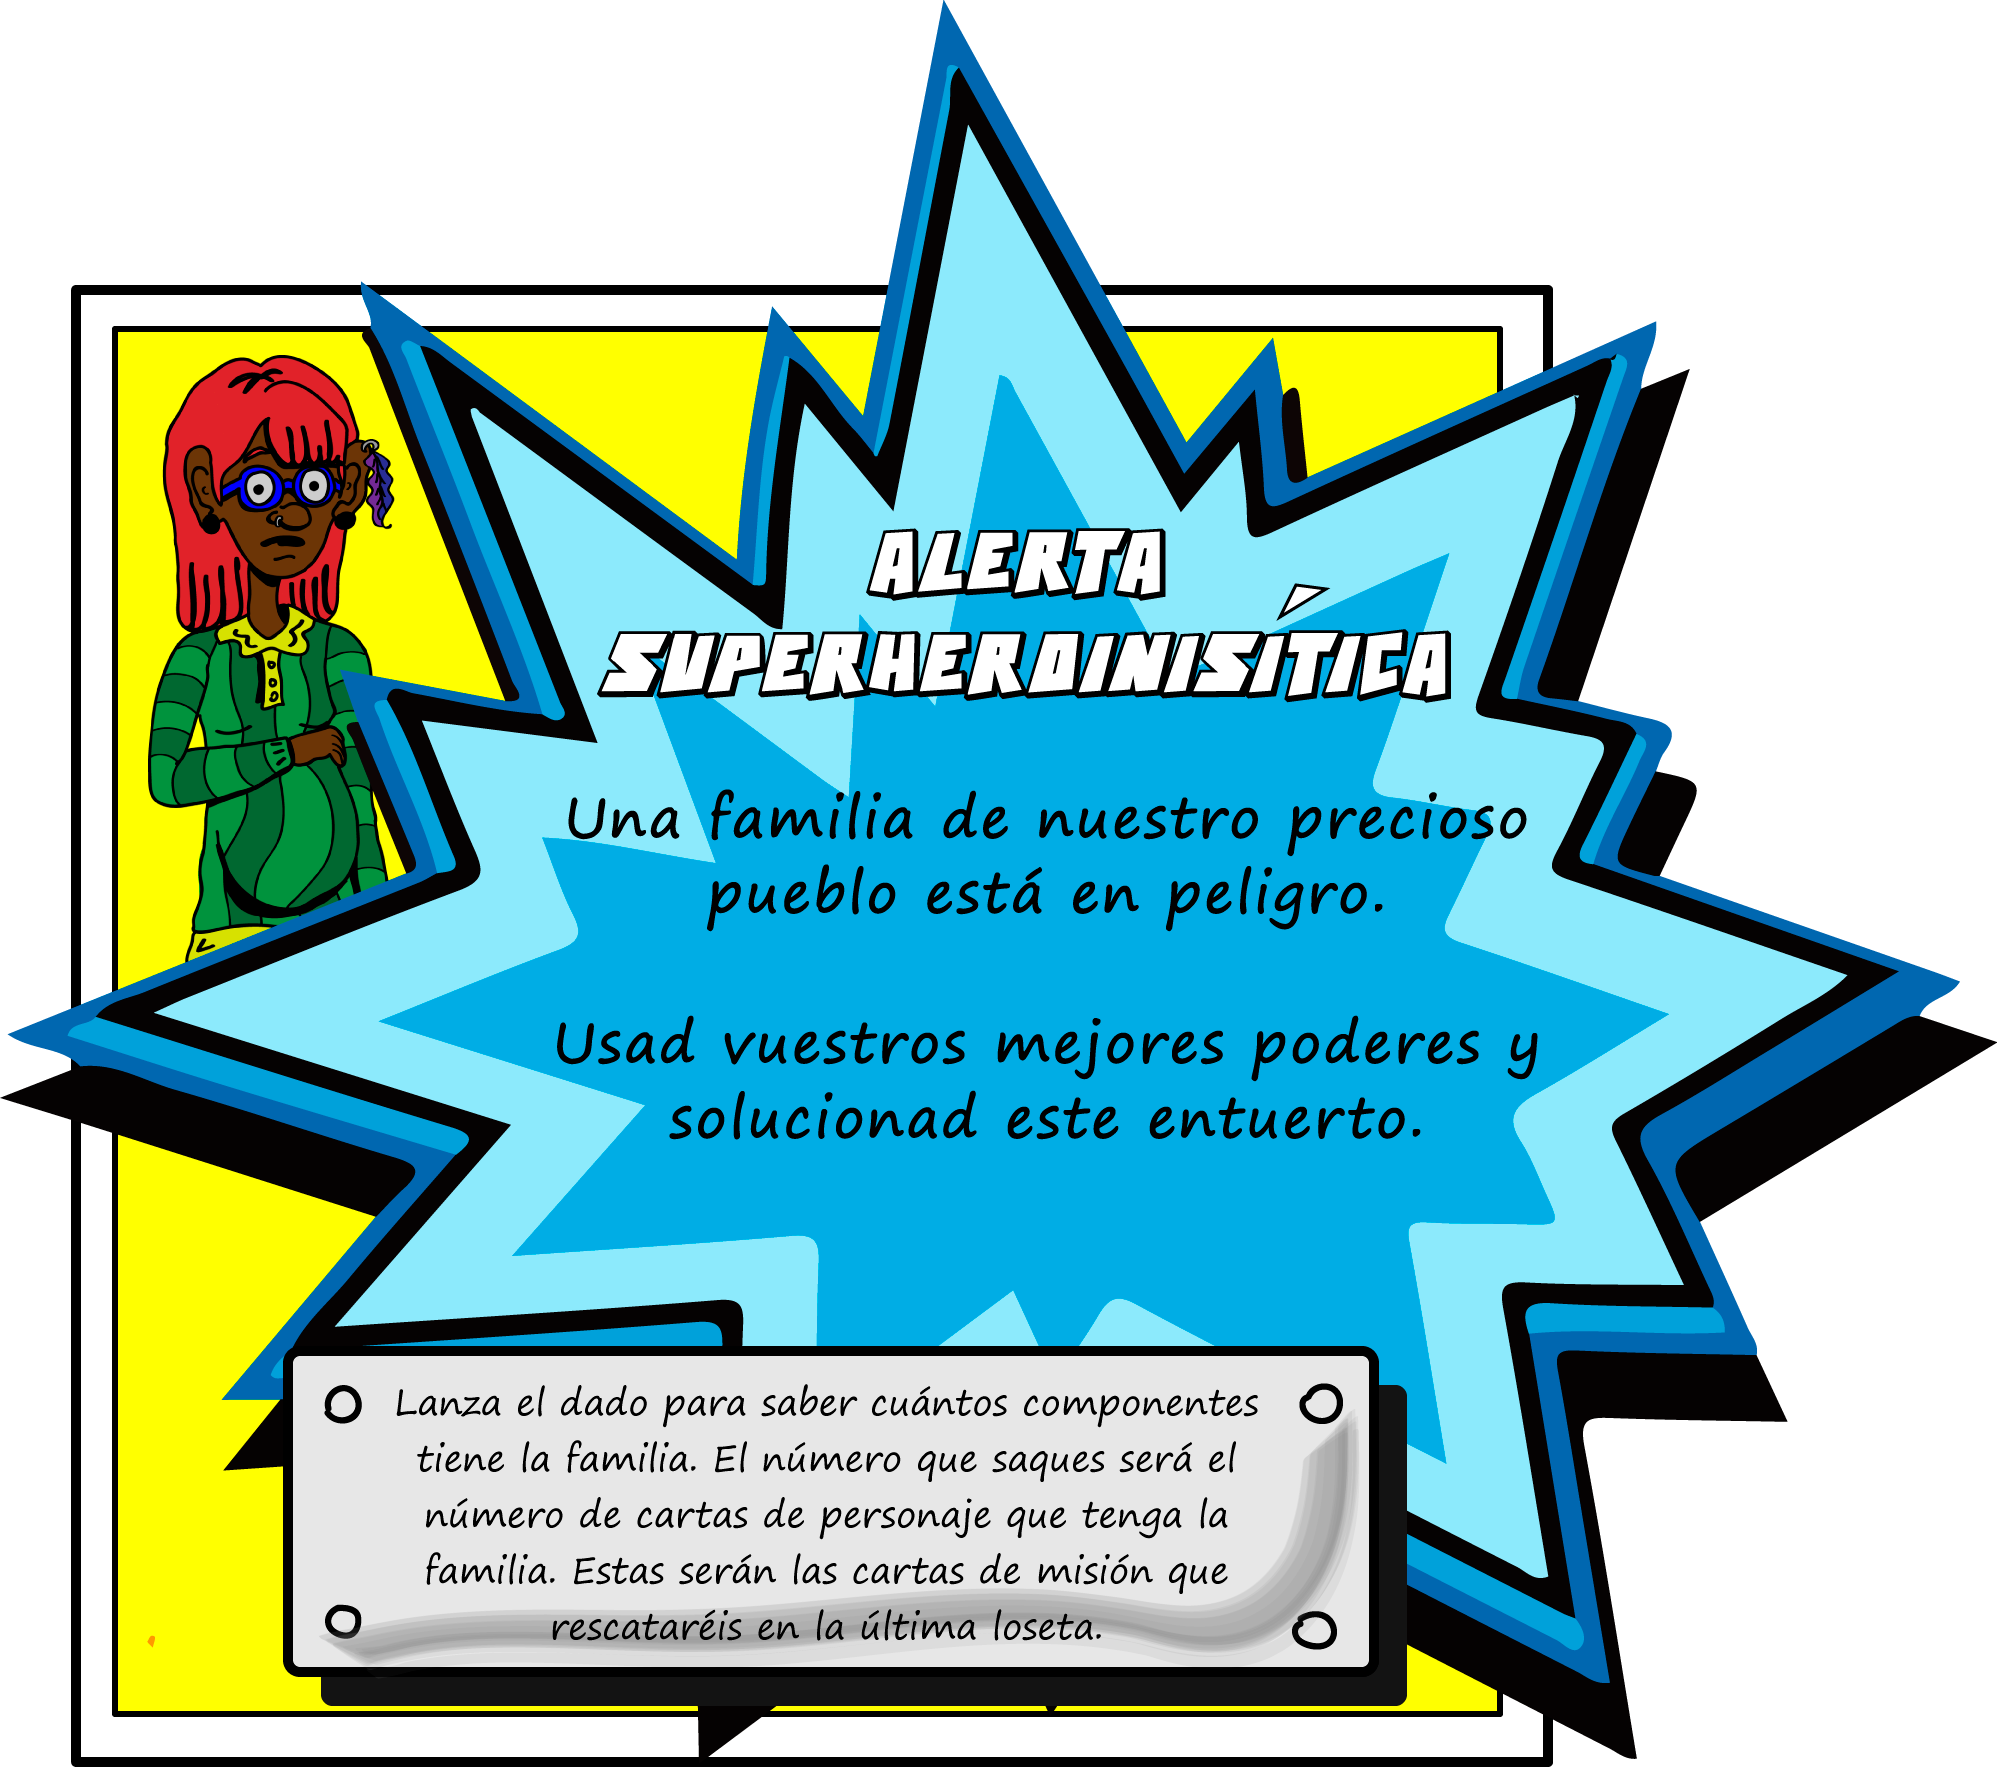 ALERTA
SUPERHEROINISÍTICA
Una familia de nuestro precioso
pueblo está en peligro.
Usad vuestros mejores poderes y
solucionad este entuerto.
Lanza el dado para saber cuántos componentes
tiene la familia. El número que saques será el
número de cartas de personaje que tenga la
familia. Estas serán las cartas de misión que
rescataréis en la última loseta.